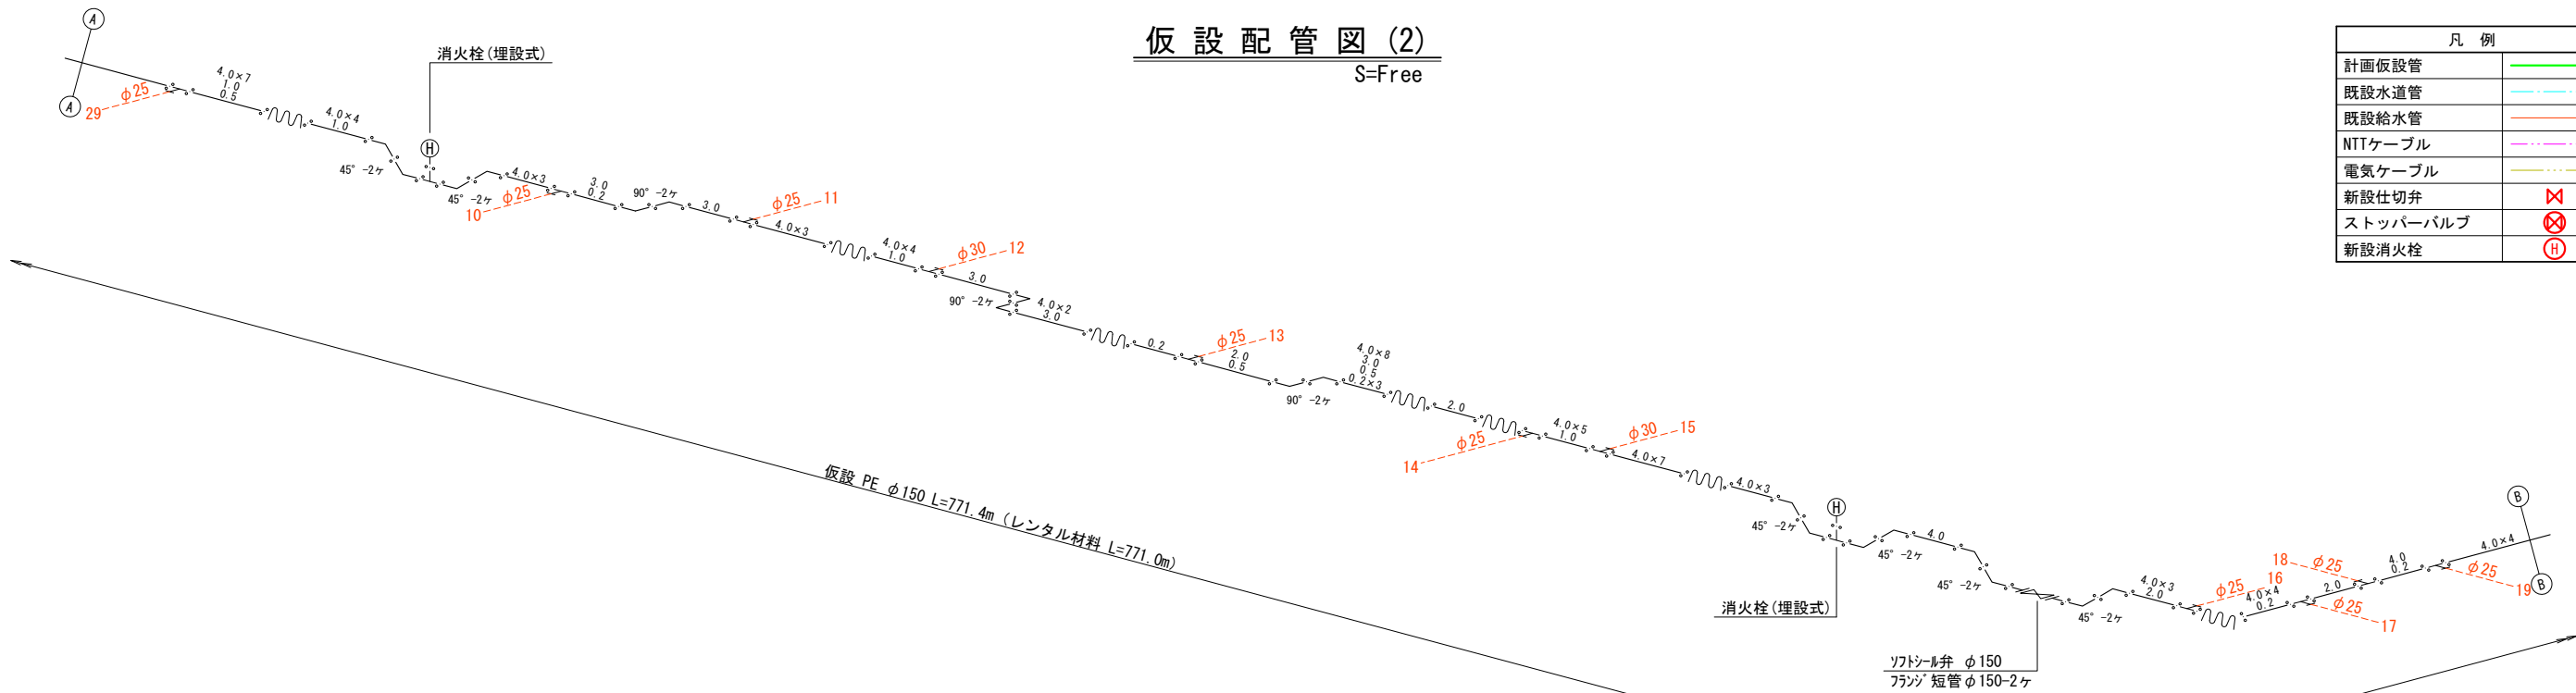 仮設配管図(2)
S=Free
凡例
計画仮設管
既設水道管
既設給水管
NTTケーブル
電気ケーブル
新設仕切弁
ストッパーバルブ
新設消火栓
H
A
A
29
φ25
4.0×7
1.0
0.5
4.0×4
1.0
45°-2ケ
消火栓(埋設式)
H
45°-2ケ
4.0×3
10
φ25
3.0
0.2
90°-2ケ
3.0
φ25
11
4.0×3
4.0×4
1.0
φ30
12
3.0
90°-2ケ
4.0×2
3.0
0.2
φ25
13
2.0
0.5
90°-2ケ
4.0×8
3.0
0.5
0.2×3
2.0
14
φ25
4.0×5
1.0
φ30
15
4.0×7
4.0×3
45°-2ケ
H
消火栓(埋設式)
45°-2ケ
4.0
45°-2ケ
ソフトシール弁 φ150
フランジ短管φ150-2ケ
45°-2ケ
4.0×3
2.0
φ25
16
4.0×4
0.2
φ25
17
2.0
18
φ25
4.0
0.2
φ25
19
4.0×4
B
B
仮設 PE φ150 L=771.4m (レンタル材料 L=771.0m)